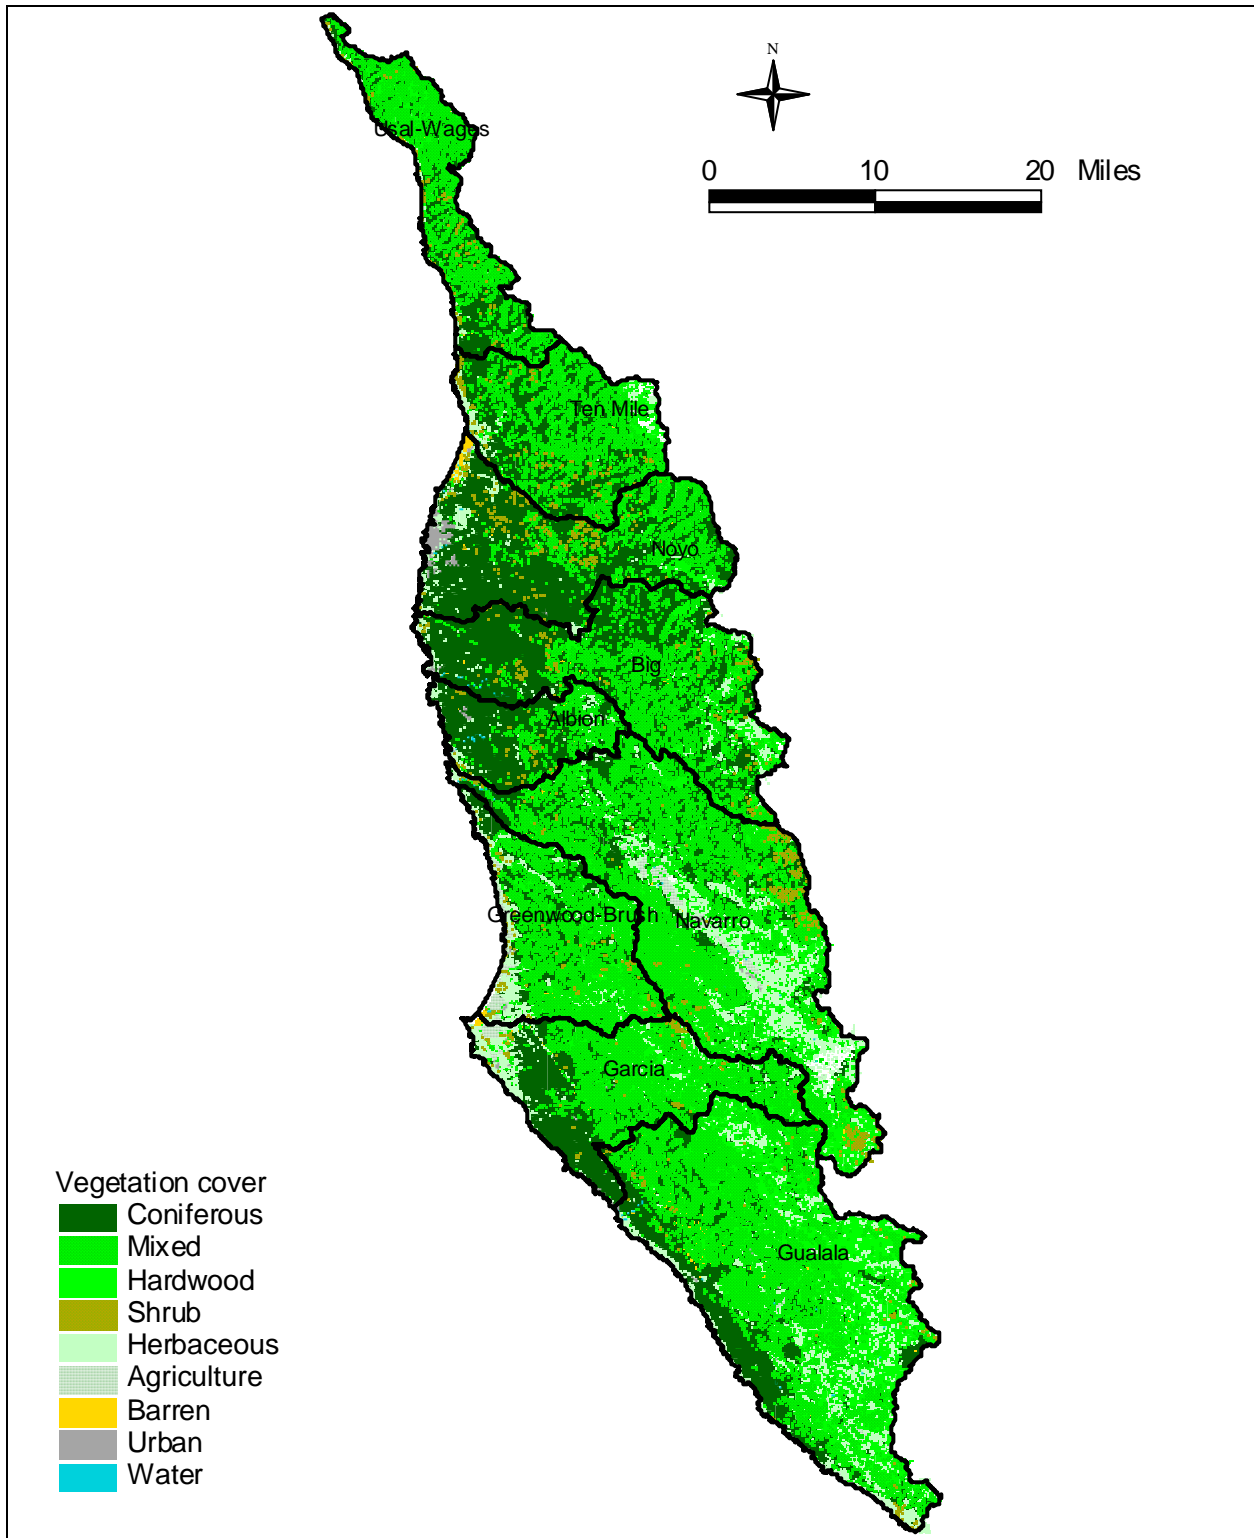 N
0 10 20 Miles
Usal-Wages
Ten Mile
Noyo
Big
Albion
Greenwood-Brush
Navarro
Garcia
Gualala
Vegetation cover
Coniferous
Mixed
Hardwood
Shrub
Herbaceous
Agriculture
Barren
Urban
Water